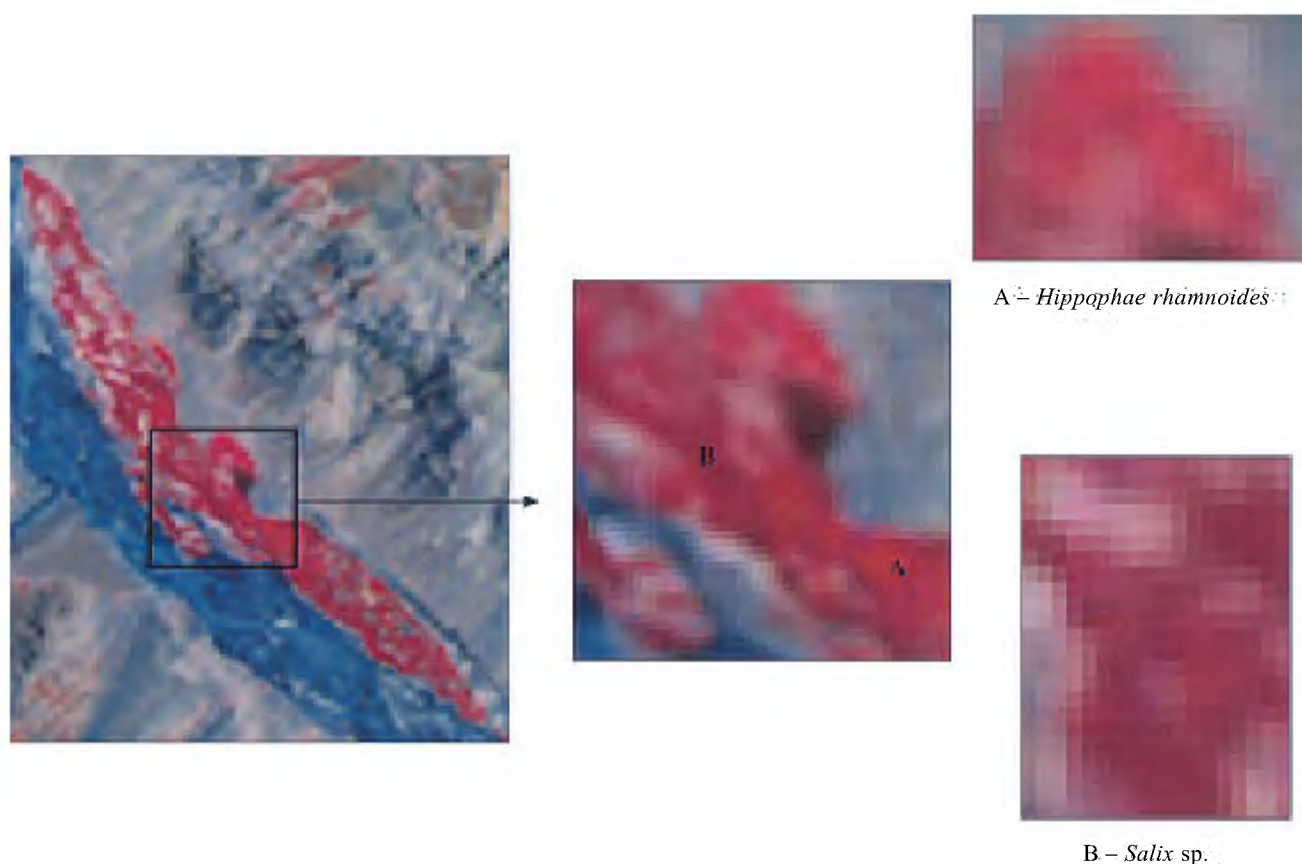 A – Hippophae rhamnoides
B
A
B – Salix sp.